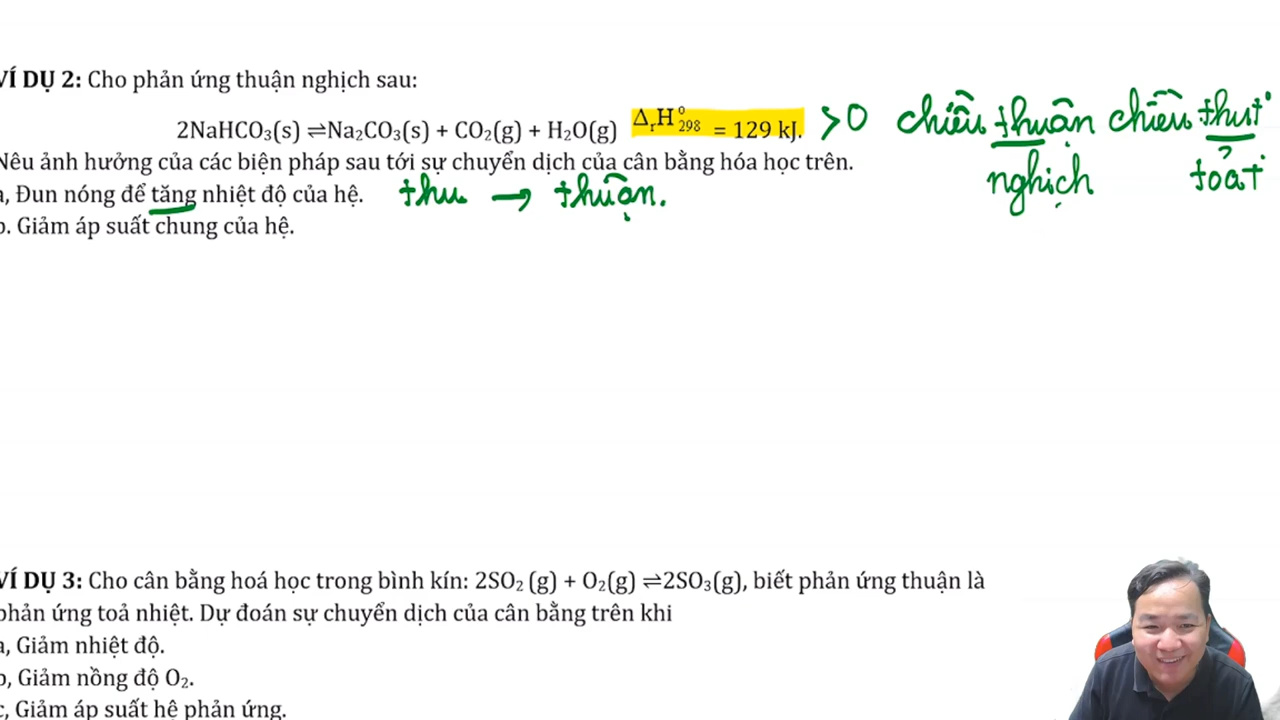 VÍ DỤ 2: Cho phản ứng thuận nghịch sau:
2NaHCO₃(s) ⇌Na₂CO₃(s) + CO₂(g) + H₂O(g) ΔᵣH⁰₂₉₈ = 129 kJ. >0 chiều thuận chiều thu t°
nghịch tỏa t°
Nêu ảnh hưởng của các biện pháp sau tới sự chuyển dịch của cân bằng hóa học trên.
a, Đun nóng để tăng nhiệt độ của hệ. thu → thuận.
b. Giảm áp suất chung của hệ.
VÍ DỤ 3: Cho cân bằng hoá học trong bình kín: 2SO₂ (g) + O₂(g) ⇌2SO₃(g), biết phản ứng thuận là
phản ứng toả nhiệt. Dự đoán sự chuyển dịch của cân bằng trên khi
a, Giảm nhiệt độ.
b, Giảm nồng độ O₂.
c, Giảm áp suất hệ phản ứng.